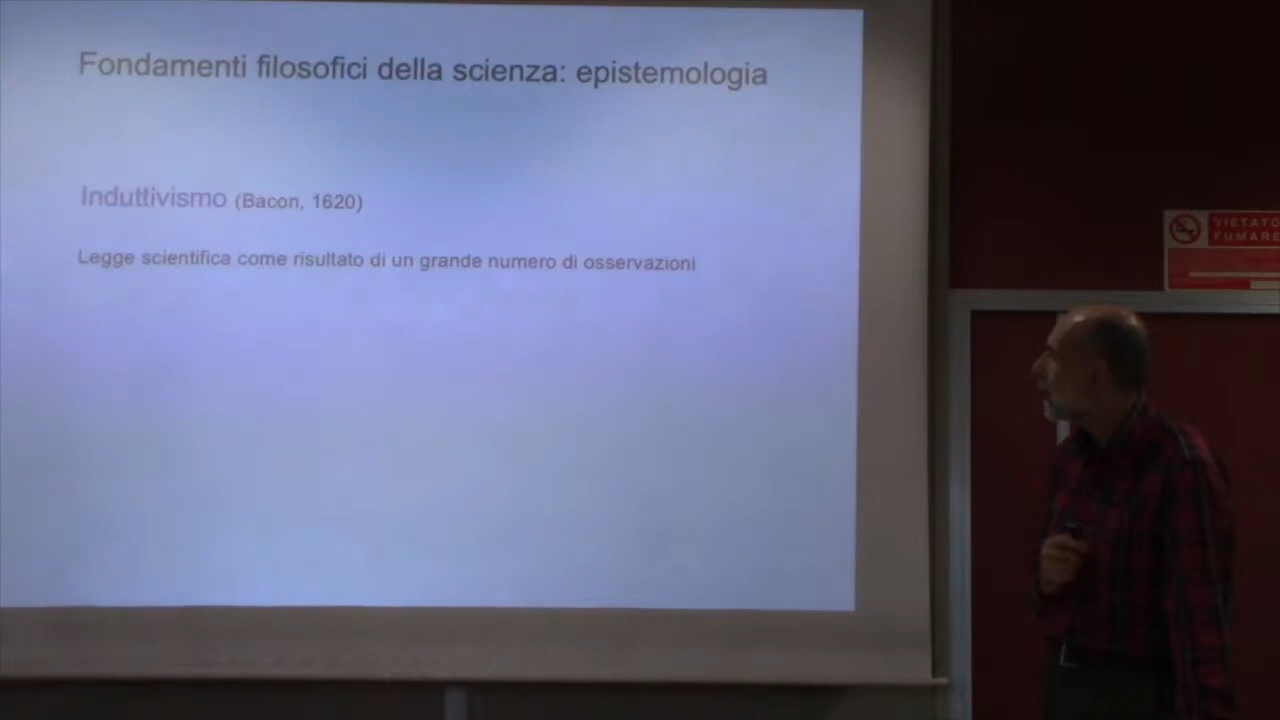 Fondamenti filosofici della scienza: epistemologia
Induttivismo (Bacon, 1620)
Legge scientifica come risultato di un grande numero di osservazioni
VIETATO
FUMARE